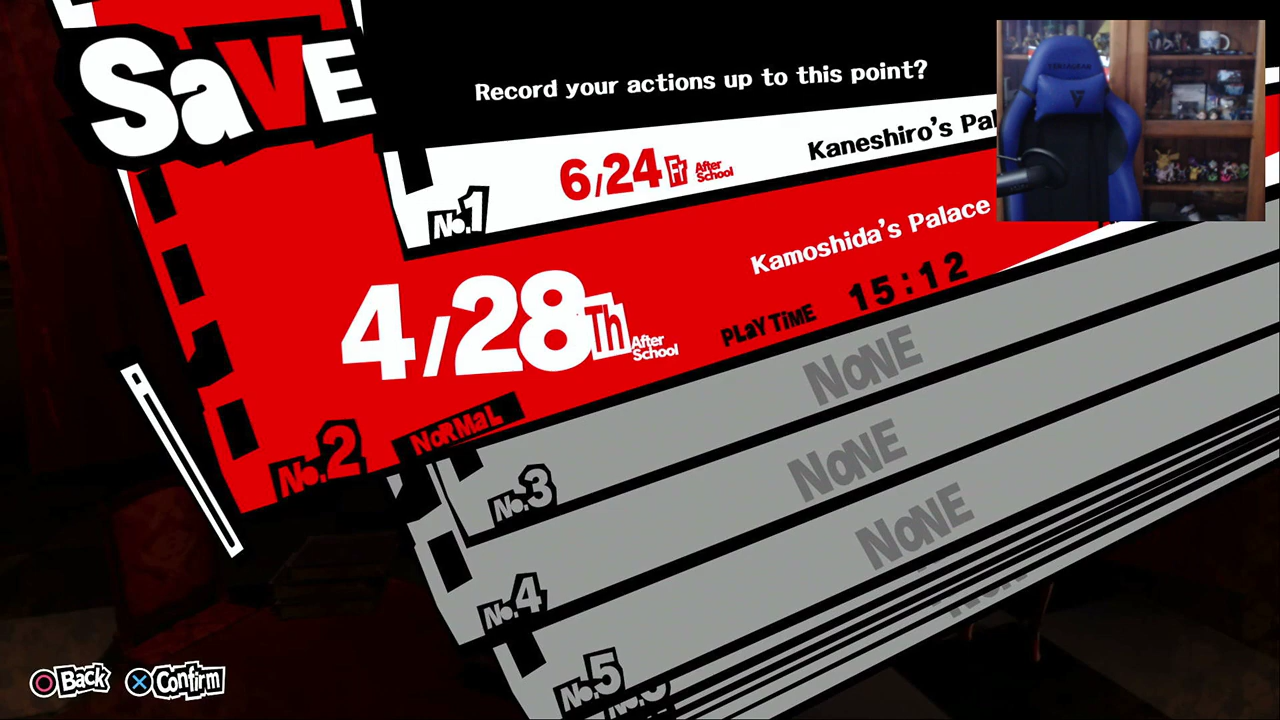 SaVE
Record your actions up to this point?
No.1
6/24 Fr After School
Kaneshiro's Pal
No.2
4/28 Th After School
Kamoshida's Palace
PLaY TiME 15:12
NoRMaL
No.3
NoNE
No.4
NoNE
No.5
NoNE
Back
Confirm